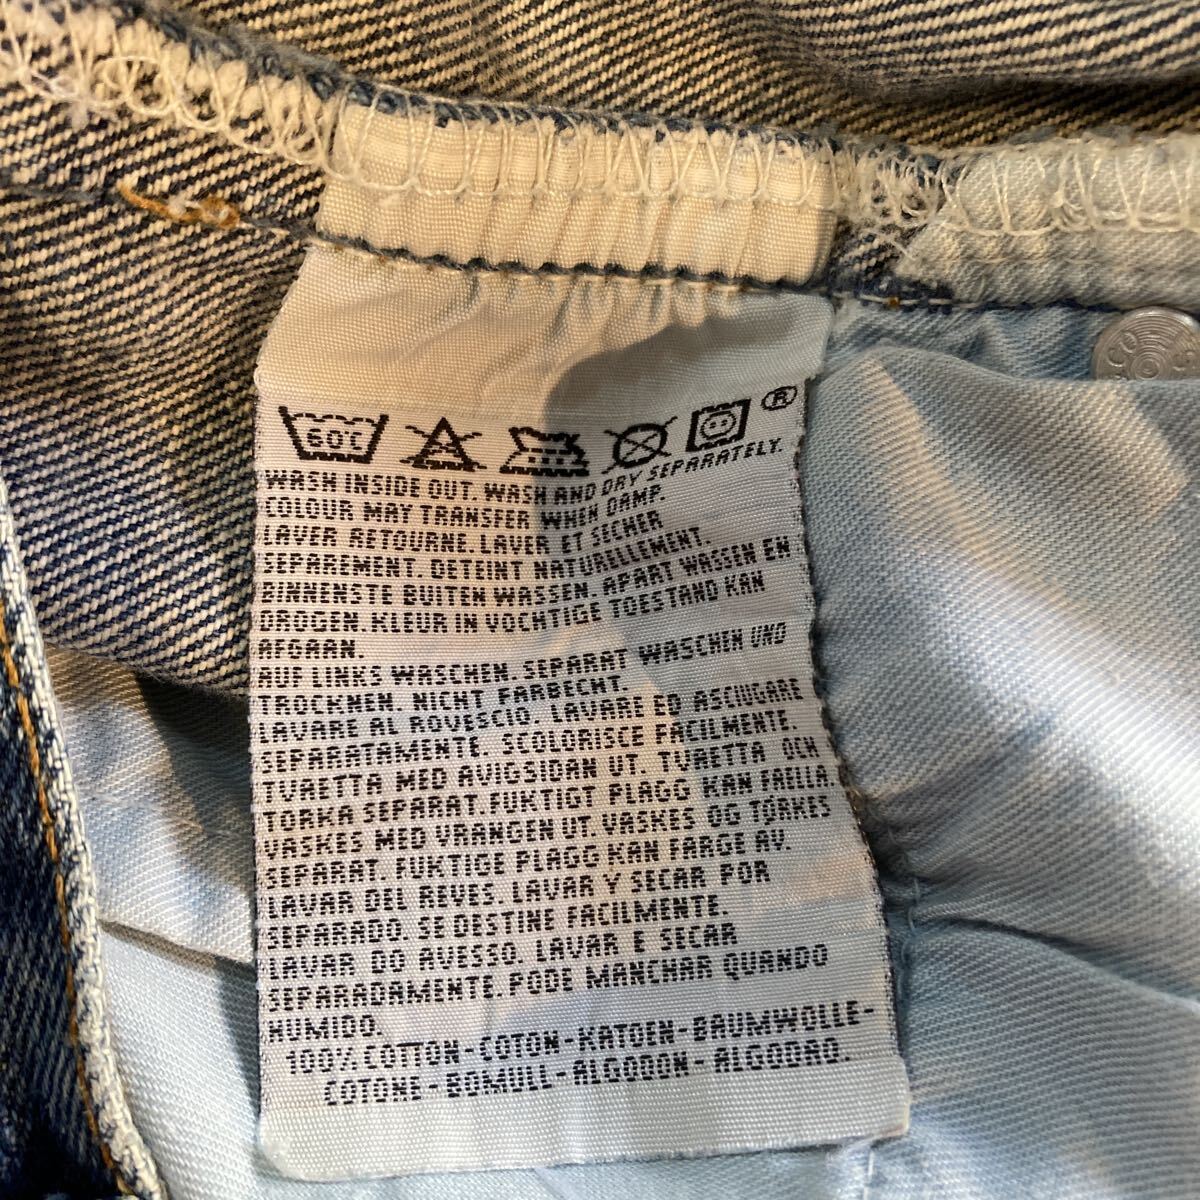 60°C ®
WASH INSIDE OUT. WASH AND DRY SEPARATELY.
COLOUR MAY TRANSFER WHEN DAMP.
LAVER RETOURNE. LAVER ET SECHER
SEPAREMENT. DETEINT NATURELLEMENT.
BINNENSTE BUITEN WASSEN. APART WASSEN EN
DROGEN. KLEUR IN VOCHTIGE TOESTAND KAN
AFGAAN.
AUF LINKS WASCHEN. SEPARAT WASCHEN UND
TROCKNEN. NICHT FARBECHT.
LAVARE AL ROVESCIO. LAVARE ED ASCIUGARE
SEPARATAMENTE. SCOLORISCE FACILMENTE.
TVAETTA MED AVIGSIDAN UT. TVAETTA OCH
TORKA SEPARAT. FUKTIGT PLAGG KAN FAELLA.
VASKES MED VRANGEN UT. VASKES OG TØRKES
SEPARAT. FUKTIGE PLAGG KAN FARGE AV.
LAVAR DEL REVES. LAVAR Y SECAR POR
SEPARADO. SE DESTINE FACILMENTE.
LAVAR DO AVESSO. LAVAR E SECAR
SEPARADAMENTE. PODE MANCHAR QUANDO
HUMIDO.
100% COTTON-COTON-KATOEN-BAUMWOLLE-
COTONE-BOMULL-ALGODON-ALGODAO.